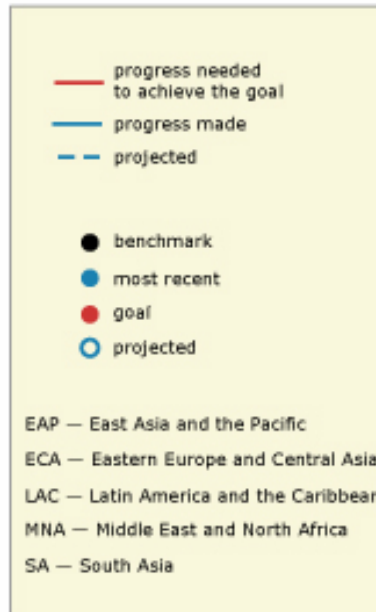 progress needed
to achieve the goal
progress made
projected
benchmark
most recent
goal
projected
EAP — East Asia and the Pacific
ECA — Eastern Europe and Central Asia
LAC — Latin America and the Caribbean
MNA — Middle East and North Africa
SA — South Asia